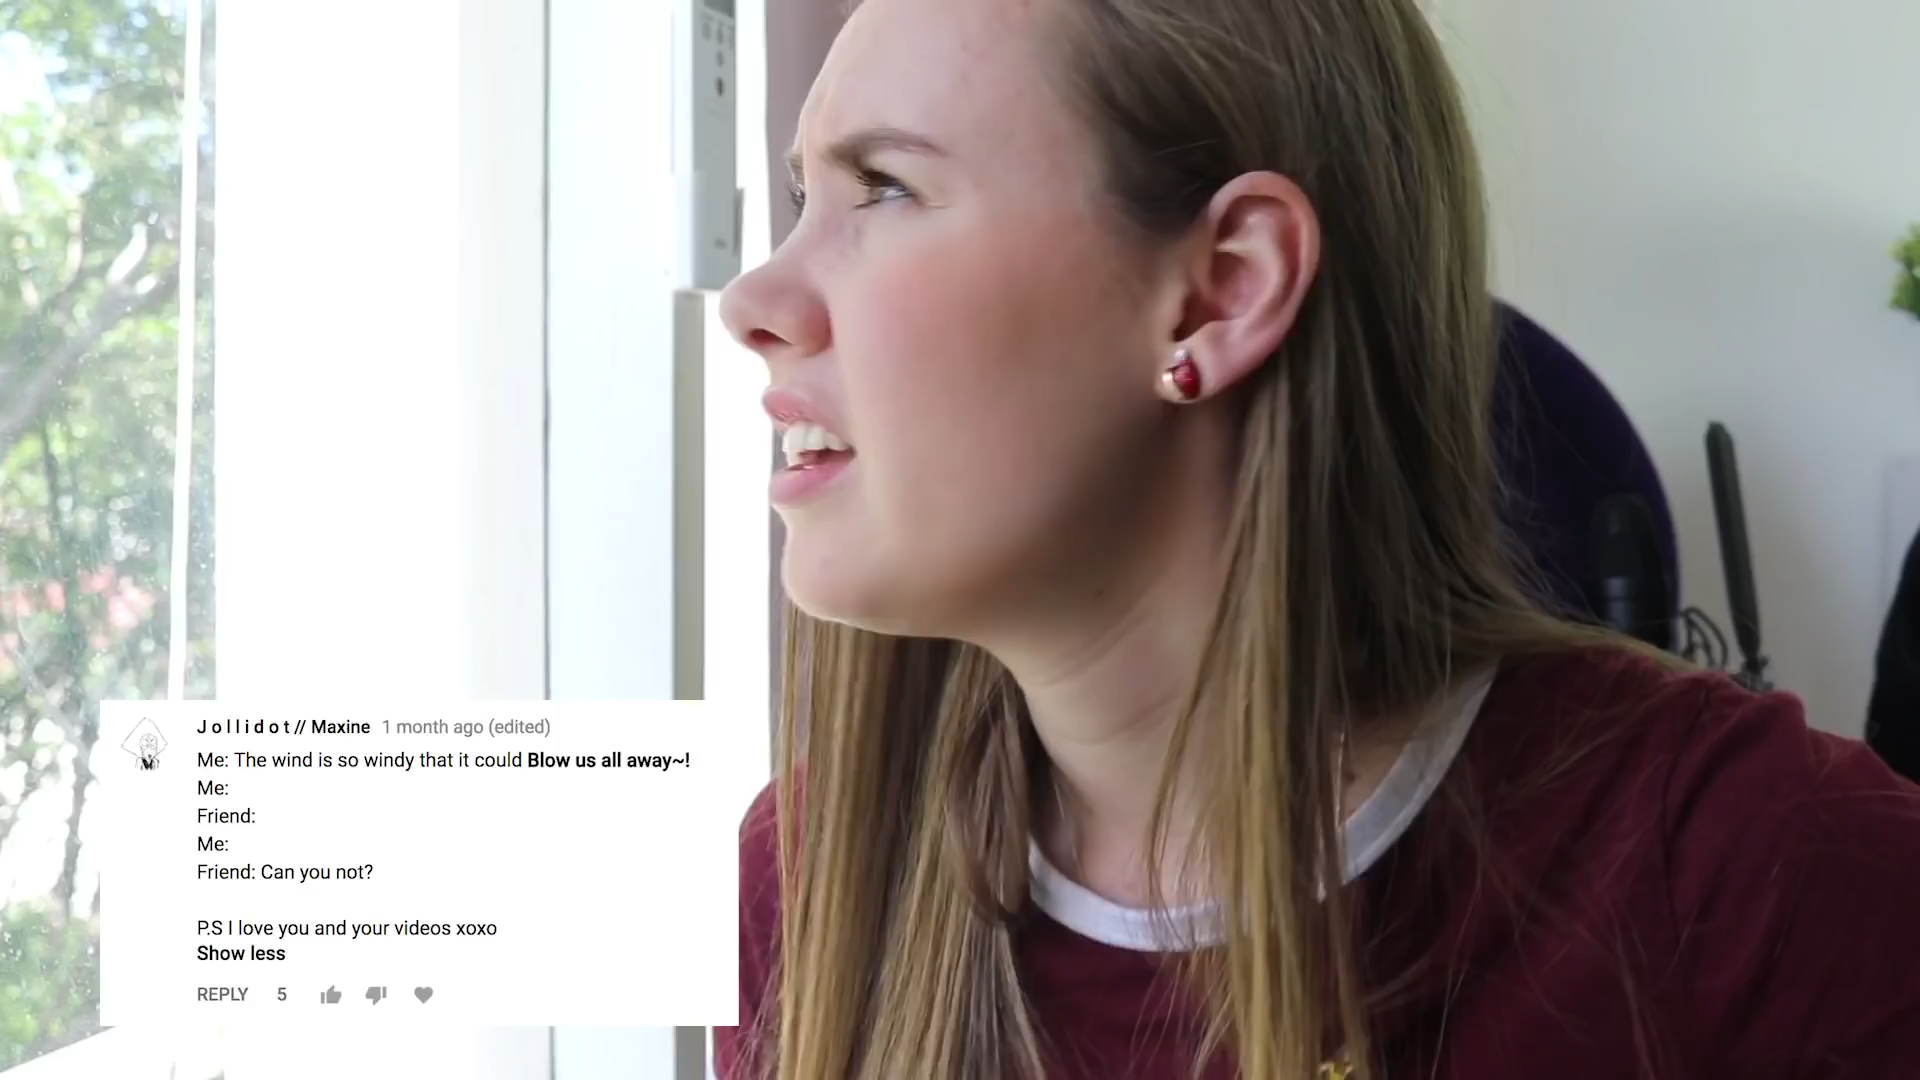 J o l l i d o t // Maxine 1 month ago (edited)
Me: The wind is so windy that it could Blow us all away~!
Me:
Friend:
Me:
Friend: Can you not?
P.S I love you and your videos xoxo
Show less
REPLY 5